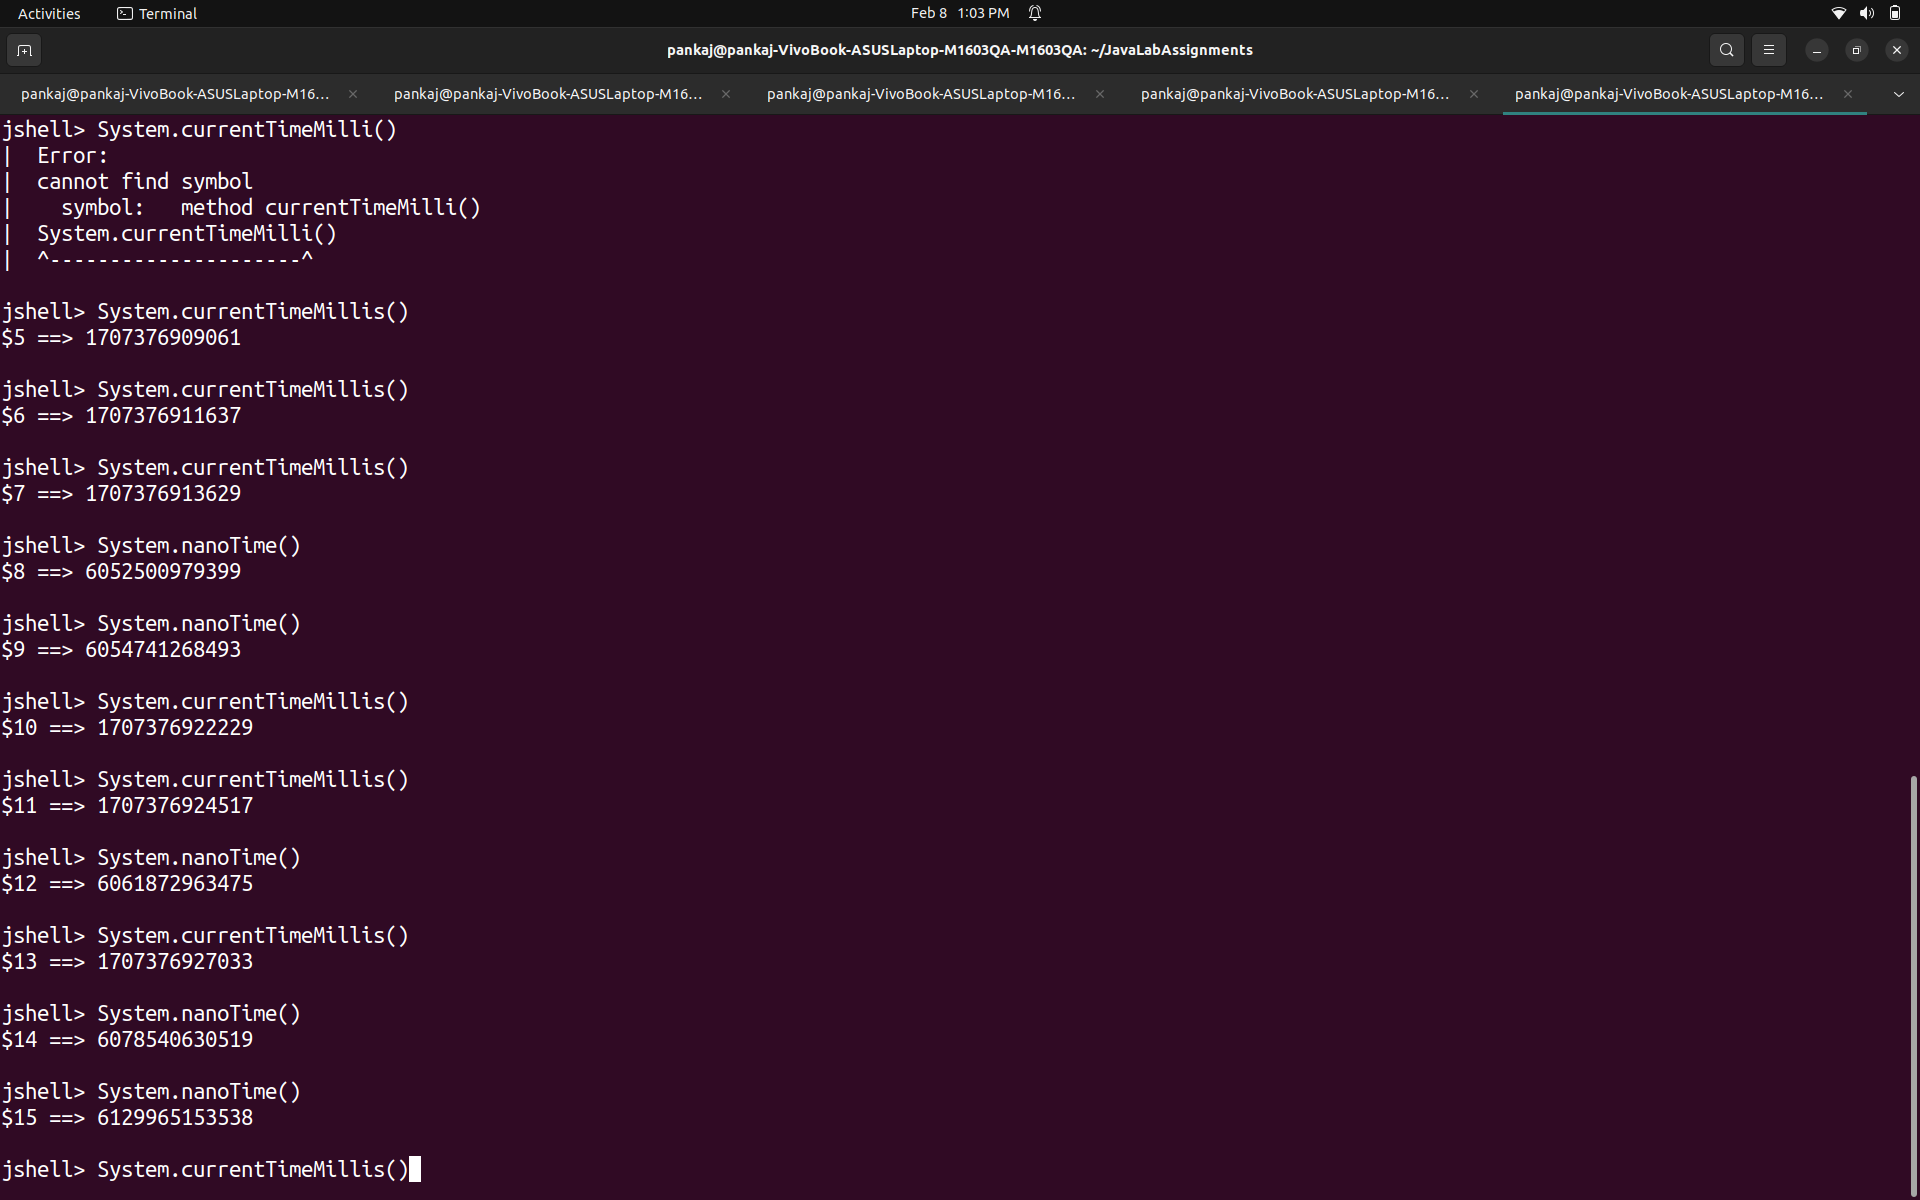 Activities Terminal Feb 8 1:03 PM
pankaj@pankaj-VivoBook-ASUSLaptop-M1603QA-M1603QA: ~/JavaLabAssignments
pankaj@pankaj-VivoBook-ASUSLaptop-M16... pankaj@pankaj-VivoBook-ASUSLaptop-M16... pankaj@pankaj-VivoBook-ASUSLaptop-M16... pankaj@pankaj-VivoBook-ASUSLaptop-M16... pankaj@pankaj-VivoBook-ASUSLaptop-M16...
jshell> System.currentTimeMilli()
|  Error:
|  cannot find symbol
|    symbol:   method currentTimeMilli()
|  System.currentTimeMilli()
|  ^---------------------^
jshell> System.currentTimeMillis()
$5 ==> 1707376909061
jshell> System.currentTimeMillis()
$6 ==> 1707376911637
jshell> System.currentTimeMillis()
$7 ==> 1707376913629
jshell> System.nanoTime()
$8 ==> 6052500979399
jshell> System.nanoTime()
$9 ==> 6054741268493
jshell> System.currentTimeMillis()
$10 ==> 1707376922229
jshell> System.currentTimeMillis()
$11 ==> 1707376924517
jshell> System.nanoTime()
$12 ==> 6061872963475
jshell> System.currentTimeMillis()
$13 ==> 1707376927033
jshell> System.nanoTime()
$14 ==> 6078540630519
jshell> System.nanoTime()
$15 ==> 6129965153538
jshell> System.currentTimeMillis()